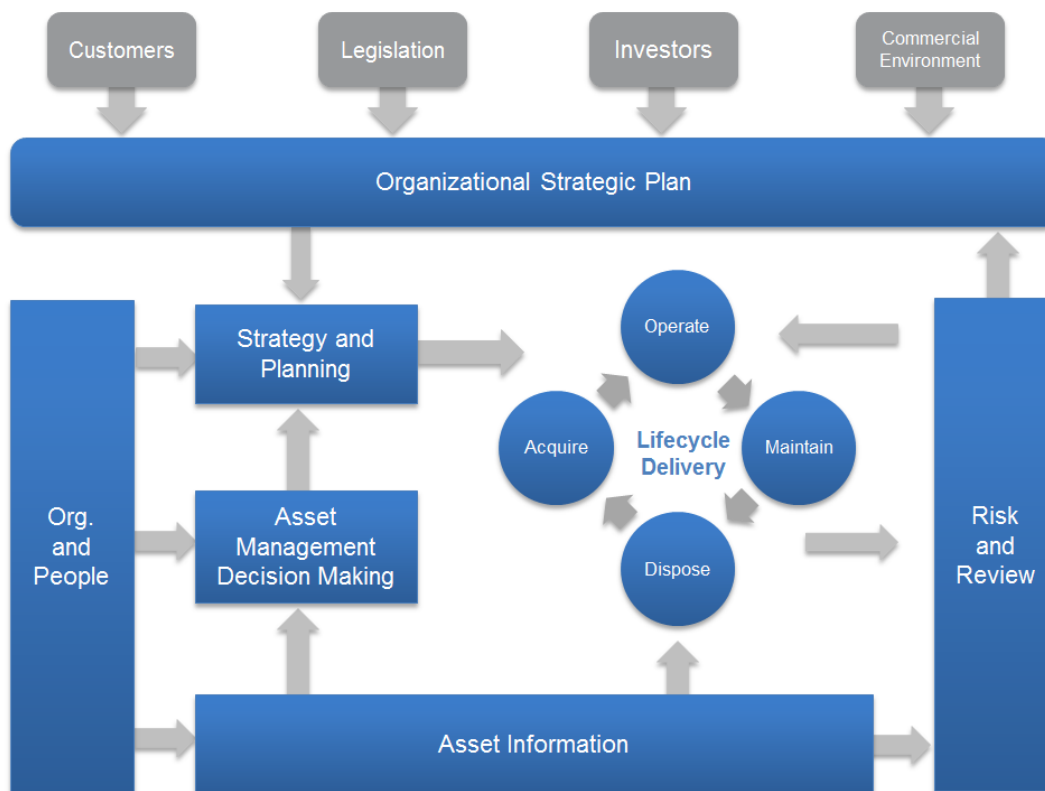 Customers
Legislation
Investors
Commercial
Environment
Organizational Strategic Plan
Strategy and
Planning
Operate
Acquire
Lifecycle
Delivery
Maintain
Org.
and
People
Asset
Management
Decision Making
Dispose
Risk
and
Review
Asset Information